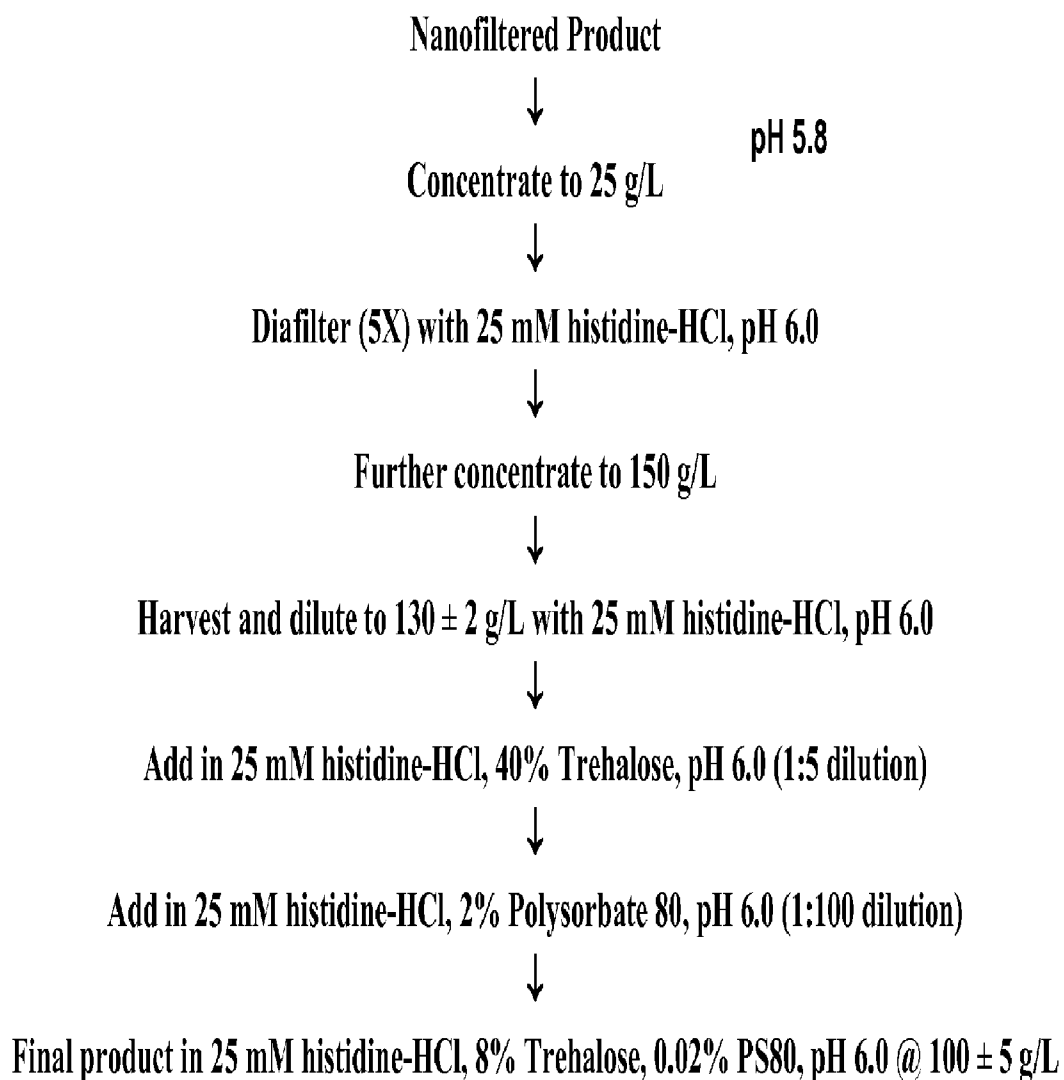 Nanofiltered Product
↓
pH 5.8
Concentrate to 25 g/L
↓
Diafilter (5X) with 25 mM histidine-HCl, pH 6.0
↓
Further concentrate to 150 g/L
↓
Harvest and dilute to 130 ± 2 g/L with 25 mM histidine-HCl, pH 6.0
↓
Add in 25 mM histidine-HCl, 40% Trehalose, pH 6.0 (1:5 dilution)
↓
Add in 25 mM histidine-HCl, 2% Polysorbate 80, pH 6.0 (1:100 dilution)
↓
Final product in 25 mM histidine-HCl, 8% Trehalose, 0.02% PS80, pH 6.0 @ 100 ± 5 g/L